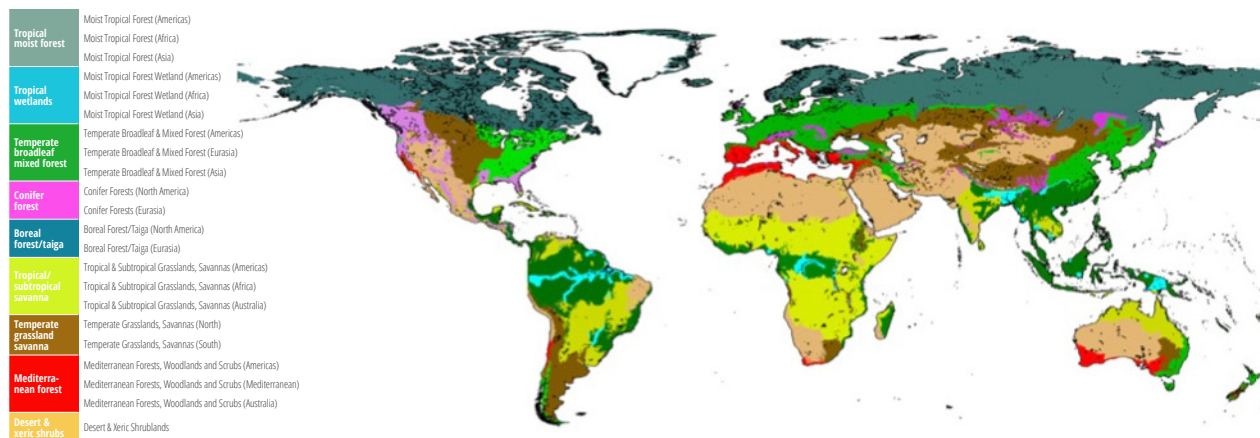 Tropical
moist forest
Moist Tropical Forest (Americas)
Moist Tropical Forest (Africa)
Moist Tropical Forest (Asia)
Tropical
wetlands
Moist Tropical Forest Wetland (Americas)
Moist Tropical Forest Wetland (Africa)
Moist Tropical Forest Wetland (Asia)
Temperate
broadleaf
mixed forest
Temperate Broadleaf & Mixed Forest (Americas)
Temperate Broadleaf & Mixed Forest (Eurasia)
Temperate Broadleaf & Mixed Forest (Asia)
Conifer
forest
Conifer Forests (North America)
Conifer Forests (Eurasia)
Boreal
forest/taiga
Boreal Forest/Taiga (North America)
Boreal Forest/Taiga (Eurasia)
Tropical/
subtropical
savanna
Tropical & Subtropical Grasslands, Savannas (Americas)
Tropical & Subtropical Grasslands, Savannas (Africa)
Tropical & Subtropical Grasslands, Savannas (Australia)
Temperate
grassland
savanna
Temperate Grasslands, Savannas (North)
Temperate Grasslands, Savannas (South)
Mediterra-
nean forest
Mediterranean Forests, Woodlands and Scrubs (Americas)
Mediterranean Forests, Woodlands and Scrubs (Mediterranean)
Mediterranean Forests, Woodlands and Scrubs (Australia)
Desert &
xeric shrubs
Desert & Xeric Shrublands